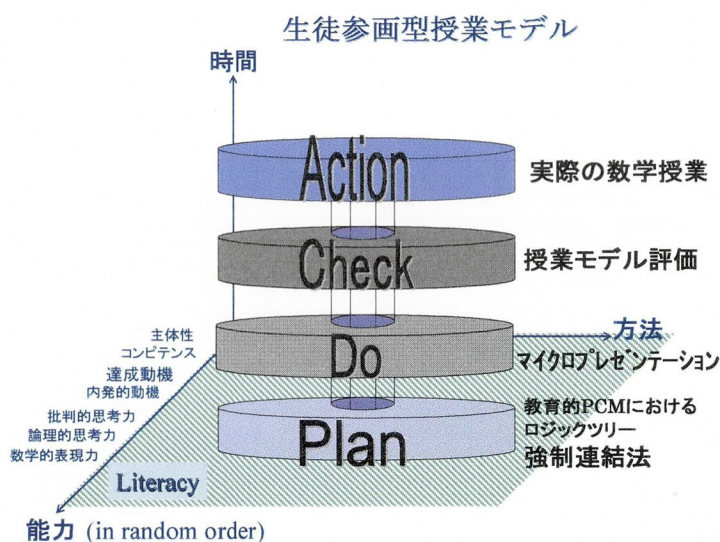 生徒参画型授業モデル
時間
Action
実際の数学授業
Check
授業モデル評価
方法
主体性
コンピテンス
Do
マイクロプレゼンテーション
達成動機
内発的動機
教育的PCMにおける
ロジックツリー
批判的思考力
論理的思考力
Plan
強制連結法
数学的表現力
Literacy
能力 (in random order)